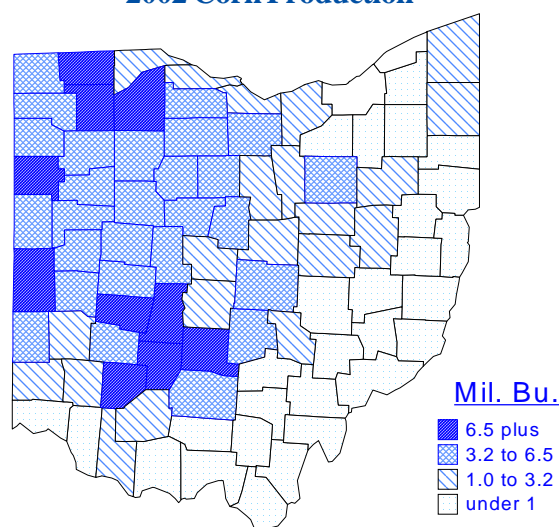 2002 Corn Production
Mil. Bu.
6.5 plus
3.2 to 6.5
1.0 to 3.2
under 1